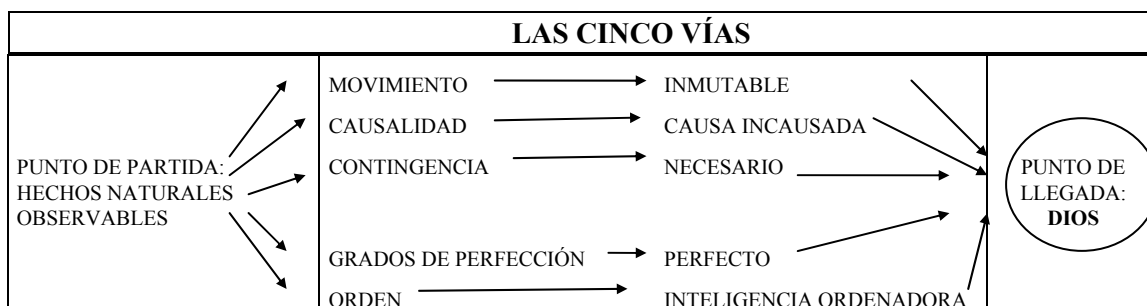 LAS CINCO VÍAS
PUNTO DE PARTIDA:
HECHOS NATURALES
OBSERVABLES
MOVIMIENTO
CAUSALIDAD
CONTINGENCIA
GRADOS DE PERFECCIÓN
ORDEN
INMUTABLE
CAUSA INCAUSADA
NECESARIO
PERFECTO
INTELIGENCIA ORDENADORA
PUNTO DE
LLEGADA:
DIOS